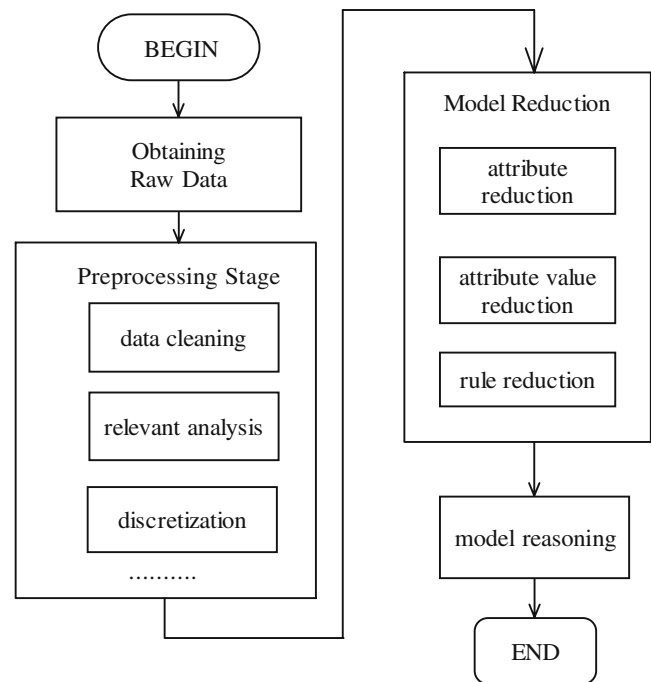 BEGIN
Obtaining
Raw Data
Preprocessing Stage
data cleaning
relevant analysis
discretization
..........
Model Reduction
attribute
reduction
attribute value
reduction
rule reduction
model reasoning
END